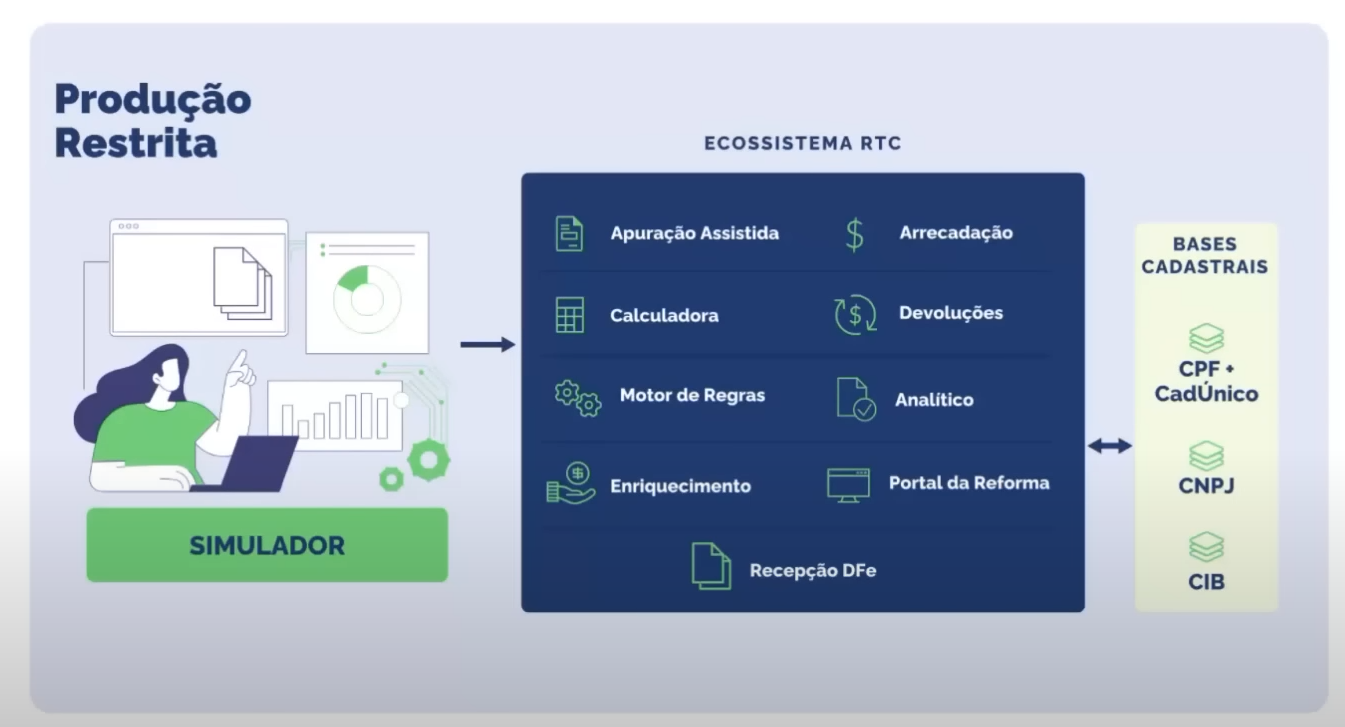 Produção
Restrita
SIMULADOR
ECOSSISTEMA RTC
Apuração Assistida
Arrecadação
Calculadora
Devoluções
Motor de Regras
Analítico
Enriquecimento
Portal da Reforma
Recepção DFe
BASES
CADASTRAIS
CPF +
CadÚnico
CNPJ
CIB